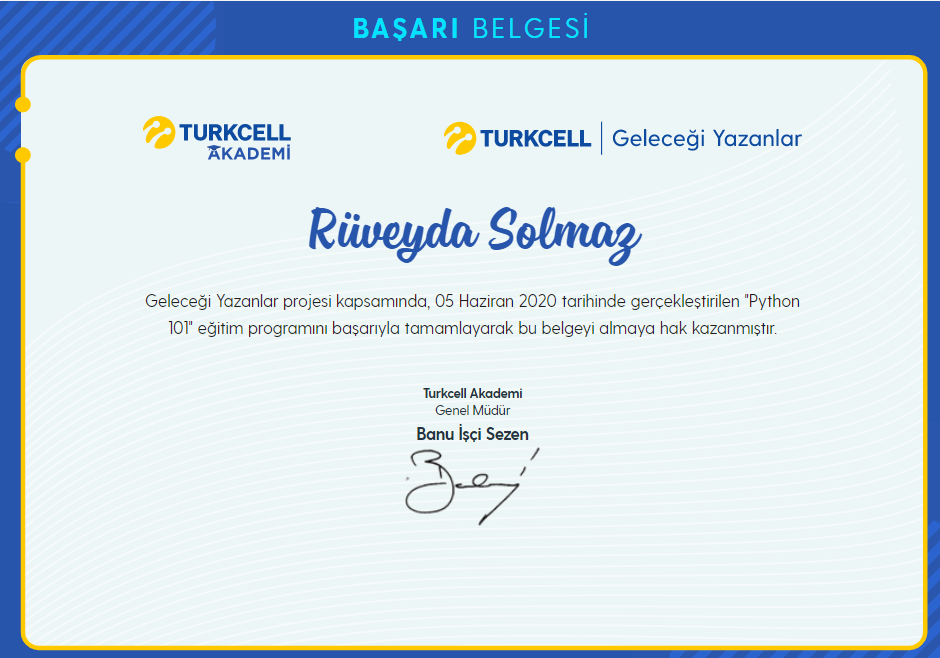 BAŞARI BELGESİ
TURKCELL
AKADEMİ
TURKCELL | Geleceği Yazanlar
Rüveyda Solmaz
Geleceği Yazanlar projesi kapsamında, 05 Haziran 2020 tarihinde gerçekleştirilen "Python
101" eğitim programını başarıyla tamamlayarak bu belgeyi almaya hak kazanmıştır.
Turkcell Akademi
Genel Müdür
Banu İşçi Sezen